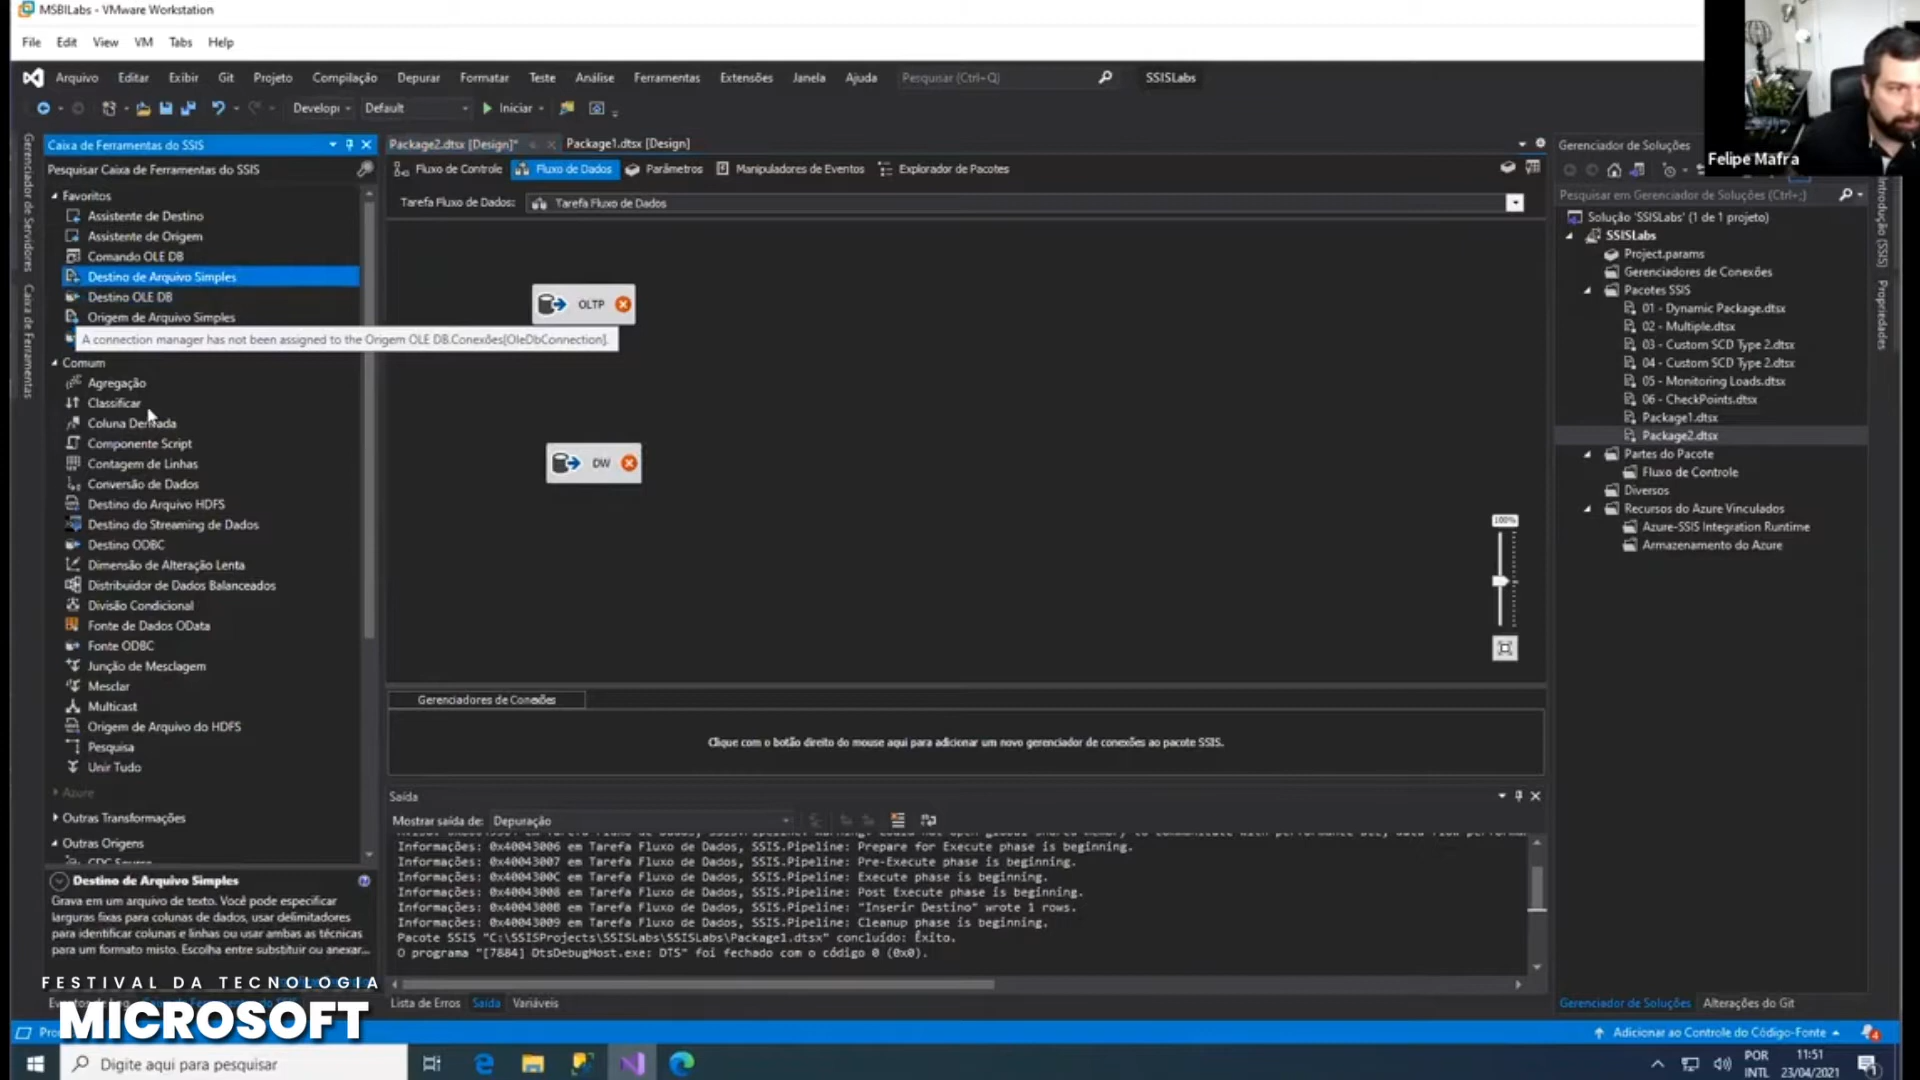 MSBILabs - VMware Workstation
File Edit View VM Tabs Help
Arquivo Editar Exibir Git Projeto Compilação Depurar Formatar Teste Análise Ferramentas Extensões Janela Ajuda Pesquisar (Ctrl+Q) SSISLabs
Developi Default Iniciar
Felipe Mafra
Gerenciador de Servidores
Caixa de Ferramentas
Caixa de Ferramentas do SSIS
Pesquisar Caixa de Ferramentas do SSIS
Favoritos
Assistente de Destino
Assistente de Origem
Comando OLE DB
Destino de Arquivo Simples
Destino OLE DB
Origem de Arquivo Simples
A connection manager has not been assigned to the Origem OLE DB.Conexões[OleDbConnection].
Comum
Agregação
Classificar
Coluna Derivada
Componente Script
Contagem de Linhas
Conversão de Dados
Destino do Arquivo HDFS
Destino do Streaming de Dados
Destino ODBC
Dimensão de Alteração Lenta
Distribuidor de Dados Balanceados
Divisão Condicional
Fonte de Dados OData
Fonte ODBC
Junção de Mesclagem
Mesclar
Multicast
Origem de Arquivo do HDFS
Pesquisa
Unir Tudo
Azure
Outras Transformações
Outras Origens
CDC Source
Destino de Arquivo Simples
Grava em um arquivo de texto. Você pode especificar
larguras fixas para colunas de dados, usar delimitadores
para identificar colunas e linhas ou usar ambas as técnicas
para um formato misto. Escolha entre substituir ou anexar...
Package2.dtsx [Design]* Package1.dtsx [Design]
Fluxo de Controle Fluxo de Dados Parâmetros Manipuladores de Eventos Explorador de Pacotes
Tarefa Fluxo de Dados: Tarefa Fluxo de Dados
OLTP
DW
100%
Gerenciadores de Conexões
Clique com o botão direito do mouse aqui para adicionar um novo gerenciador de conexões ao pacote SSIS.
Saída
Mostrar saída de: Depuração
Informações: 0x40043006 em Tarefa Fluxo de Dados, SSIS.Pipeline: Prepare for Execute phase is beginning.
Informações: 0x40043007 em Tarefa Fluxo de Dados, SSIS.Pipeline: Pre-Execute phase is beginning.
Informações: 0x4004300C em Tarefa Fluxo de Dados, SSIS.Pipeline: Execute phase is beginning.
Informações: 0x40043008 em Tarefa Fluxo de Dados, SSIS.Pipeline: Post Execute phase is beginning.
Informações: 0x4004300B em Tarefa Fluxo de Dados, SSIS.Pipeline: "Inserir Destino" wrote 1 rows.
Informações: 0x40043009 em Tarefa Fluxo de Dados, SSIS.Pipeline: Cleanup phase is beginning.
Pacote SSIS "C:\SSISProjects\SSISLabs\SSISLabs\Package1.dtsx" concluído: Êxito.
O programa "[7884] DtsDebugHost.exe: DTS" foi fechado com o código 0 (0x0).
Lista de Erros Saída Variáveis
Gerenciador de Soluções
Pesquisar em Gerenciador de Soluções (Ctrl+;)
Solução 'SSISLabs' (1 de 1 projeto)
SSISLabs
Project.params
Gerenciadores de Conexões
Pacotes SSIS
01 - Dynamic Package.dtsx
02 - Multiple.dtsx
03 - Custom SCD Type 2.dtsx
04 - Custom SCD Type 2.dtsx
05 - Monitoring Loads.dtsx
06 - CheckPoints.dtsx
Package1.dtsx
Package2.dtsx
Partes do Pacote
Fluxo de Controle
Diversos
Recursos do Azure Vinculados
Azure-SSIS Integration Runtime
Armazenamento do Azure
Gerenciador de Soluções Alterações do Git
Introdução (SSIS)
Propriedades
FESTIVAL DA TECNOLOGIA
MICROSOFT
Adicionar ao Controle do Código-Fonte
Digite aqui para pesquisar
POR
INTL
11:51
23/04/2021